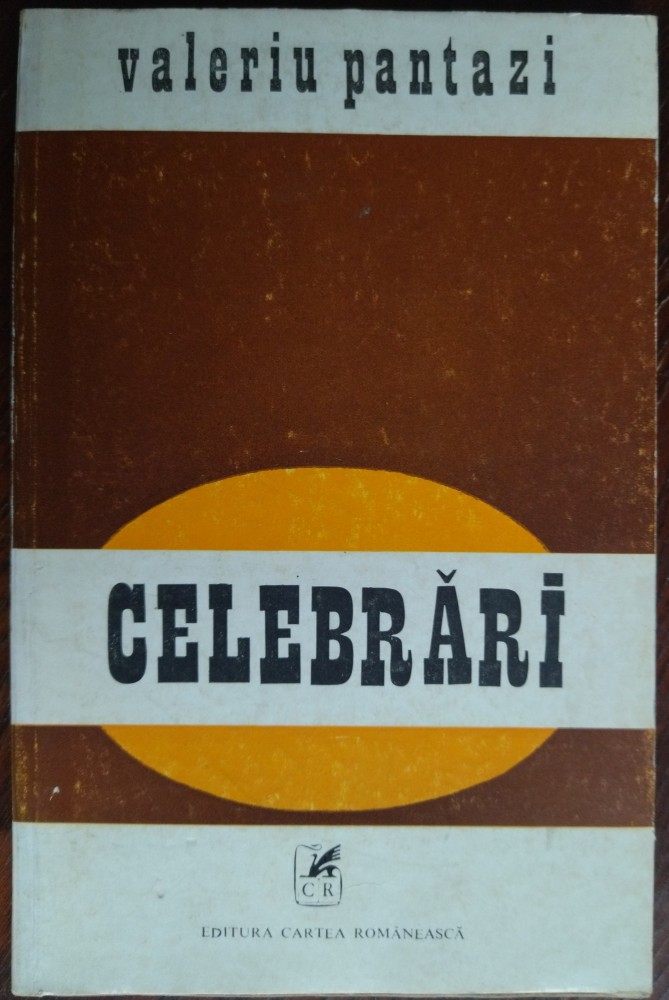 valeriu pantazi
CELEBRĂRI
CR
EDITURA CARTEA ROMÂNEASCĂ